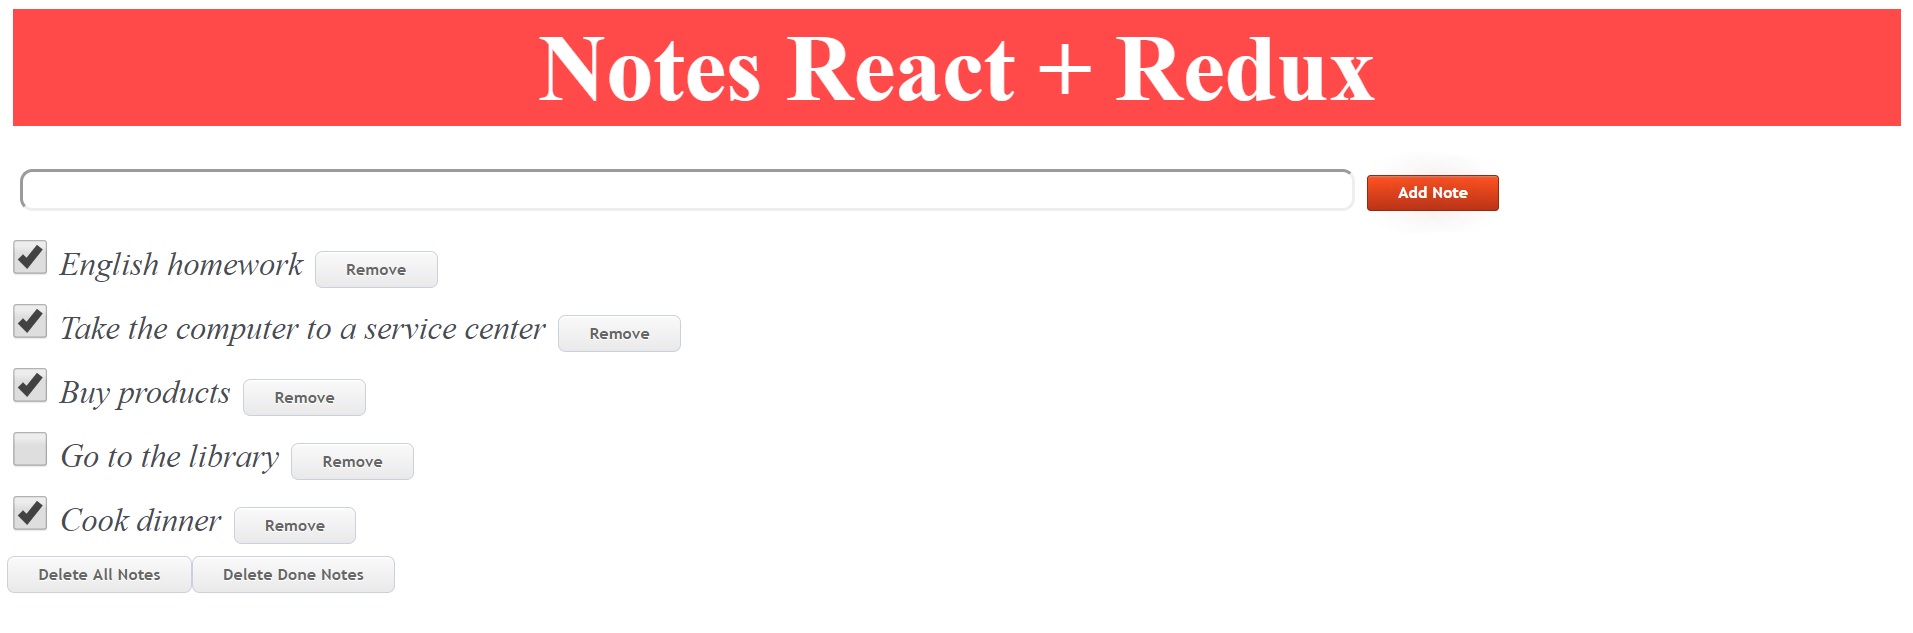 Notes React + Redux
Add Note
English homework Remove
Take the computer to a service center Remove
Buy products Remove
Go to the library Remove
Cook dinner Remove
Delete All Notes Delete Done Notes